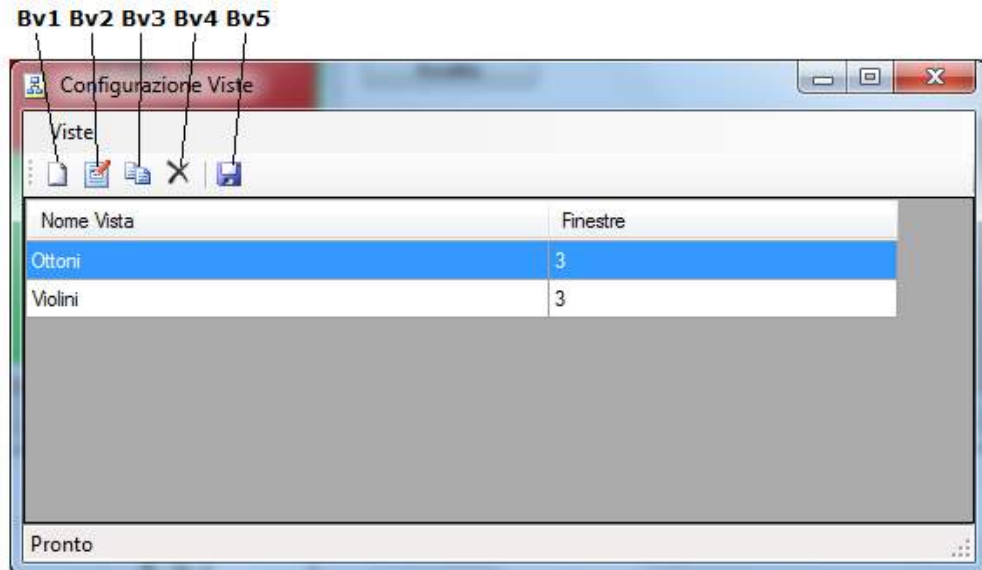 Bv1 Bv2 Bv3 Bv4 Bv5
Configurazione Viste
Viste
Nome Vista Finestre
Ottoni 3
Violini 3
Pronto